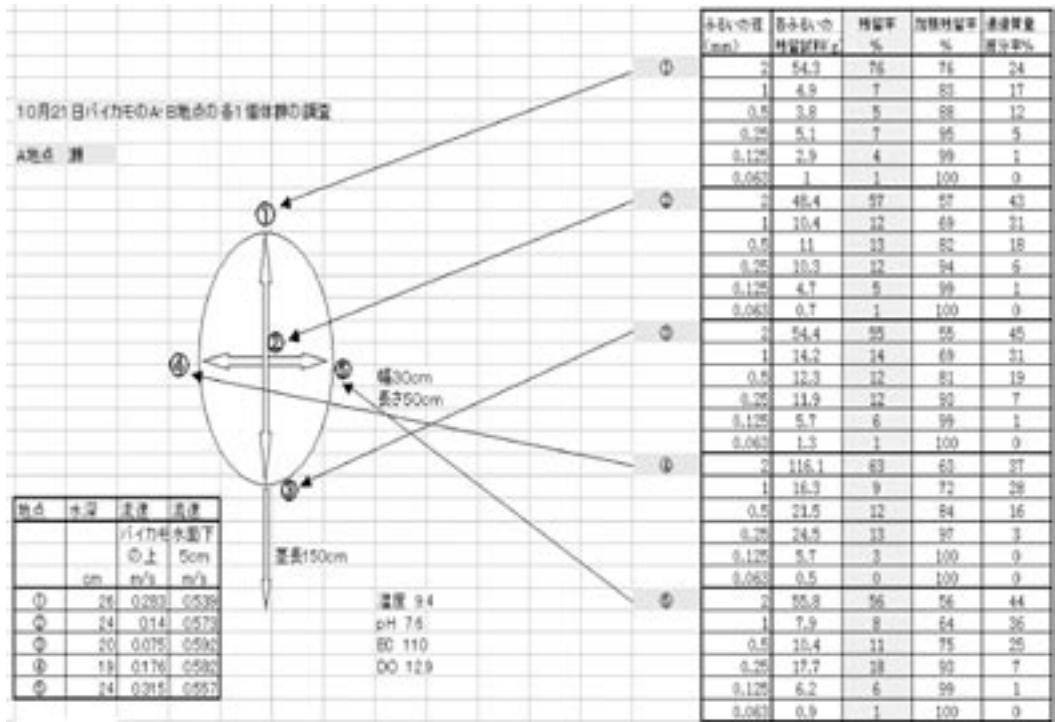 10月21日バイカモのA・B地点の各1個体群の調査
A地点 瀬
①
②
③
④
⑤
幅30cm
長さ50cm
茎長150cm
温度 9.4
pH 7.6
EC 110
DO 12.9
地点 水深 流速 流速
バイカモ 水面下
の上 5cm
cm m/s m/s
① 26 0.283 0.539
② 24 0.14 0.573
③ 20 0.075 0.592
④ 19 0.176 0.582
⑤ 24 0.315 0.557
ふるいの径 各ふるいの 残留率 加積残留率 通過質量
(mm) 残留試料(g) % % 百分率%
① 2 54.3 76 76 24
1 4.9 7 83 17
0.5 3.8 5 88 12
0.25 5.1 7 95 5
0.125 2.9 4 99 1
0.063 1 1 100 0
② 2 48.4 57 57 43
1 10.4 12 69 31
0.5 11 13 82 18
0.25 10.3 12 94 6
0.125 4.7 5 99 1
0.063 0.7 1 100 0
③ 2 54.4 55 55 45
1 14.2 14 69 31
0.5 12.3 12 81 19
0.25 11.9 12 93 7
0.125 5.7 6 99 1
0.063 1.3 1 100 0
④ 2 116.1 63 63 37
1 16.3 9 72 28
0.5 21.5 12 84 16
0.25 24.5 13 97 3
0.125 5.7 3 100 0
0.063 0.5 0 100 0
⑤ 2 55.8 56 56 44
1 7.9 8 64 36
0.5 10.4 11 75 25
0.25 17.7 18 93 7
0.125 6.2 6 99 1
0.063 0.9 1 100 0